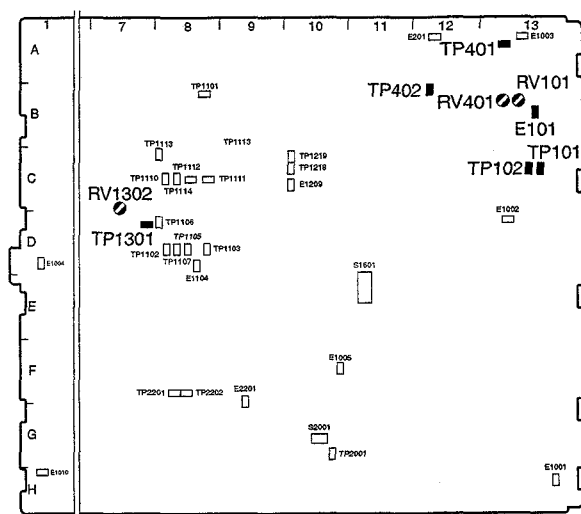 1 7 8 9 10 11 12 13
A
E201
E1003
TP401
TP1101
TP402
RV101
RV401
B
E101
TP1113
TP1113
TP1219
TP101
TP1112
TP1218
TP102
C
TP1110
TP1111
E1209
TP1114
RV1302
TP1106
E1002
TP1301
D
TP1105
TP1102
TP1103
TP1107
E1004
E1104
S1601
E
E1005
F
TP2201
TP2202
E2201
S2001
G
TP2001
E1010
E1001
H